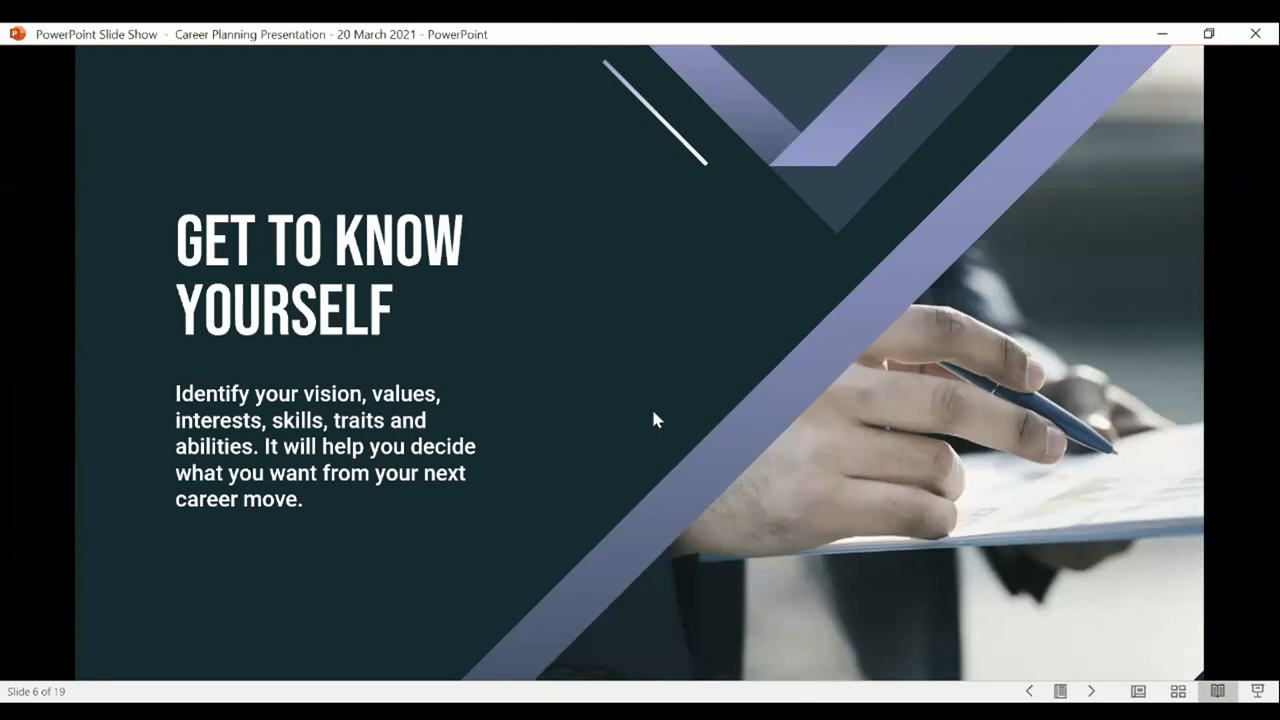 PowerPoint Slide Show - Career Planning Presentation - 20 March 2021 - PowerPoint
GET TO KNOW
YOURSELF
Identify your vision, values,
interests, skills, traits and
abilities. It will help you decide
what you want from your next
career move.
Slide 6 of 19